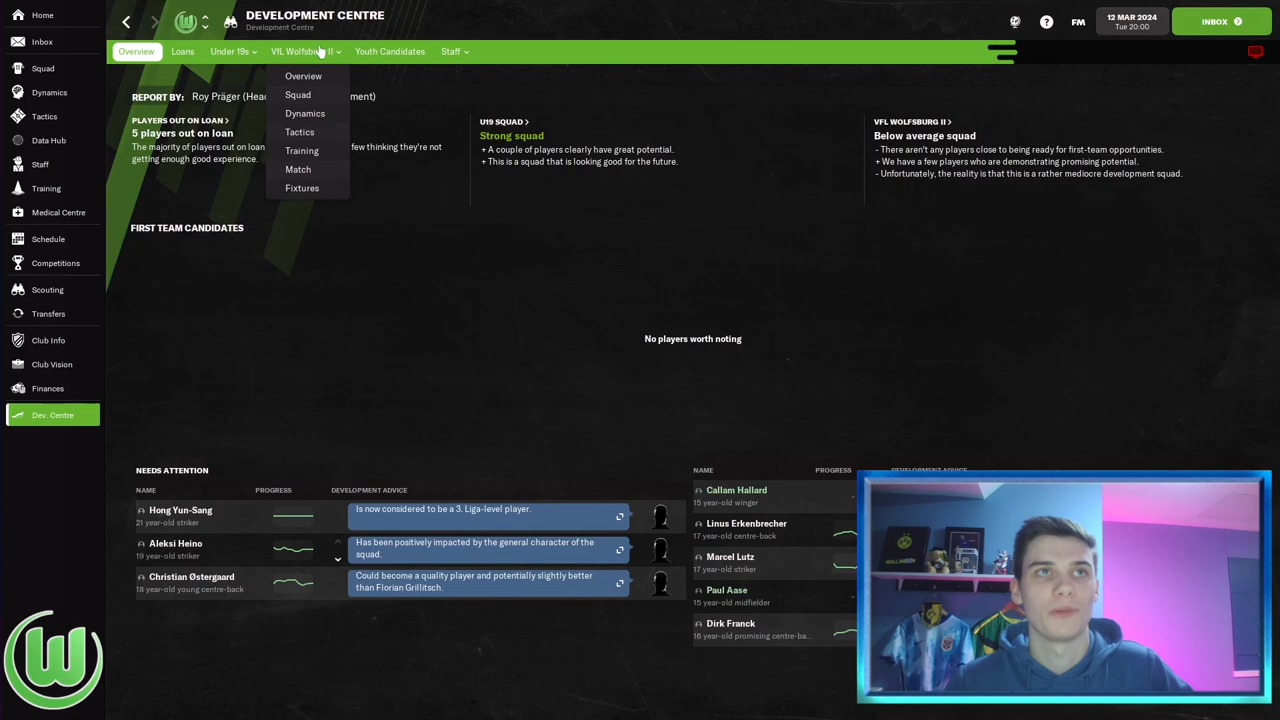 Home
Inbox
Squad
Dynamics
Tactics
Data Hub
Staff
Training
Medical Centre
Schedule
Competitions
Scouting
Transfers
Club Info
Club Vision
Finances
Dev. Centre
DEVELOPMENT CENTRE
Development Centre
FM
12 MAR 2024
Tue 20:00
INBOX
Overview
Loans
Under 19s
VfL Wolfsburg II
Youth Candidates
Staff
Overview
Squad
Dynamics
Tactics
Training
Match
Fixtures
REPORT BY: Roy Präger
PLAYERS OUT ON LOAN >
5 players out on loan
The majority of players out on loan
few thinking they're not
getting enough good experience.
U19 SQUAD >
Strong squad
+ A couple of players clearly have great potential.
+ This is a squad that is looking good for the future.
VFL WOLFSBURG II >
Below average squad
- There aren't any players close to being ready for first-team opportunities.
+ We have a few players who are demonstrating promising potential.
- Unfortunately, the reality is that this is a rather mediocre development squad.
FIRST TEAM CANDIDATES
No players worth noting
NEEDS ATTENTION
NAME PROGRESS DEVELOPMENT ADVICE
Hong Yun-Sang
21 year-old striker
Is now considered to be a 3. Liga-level player.
Aleksi Heino
19 year-old striker
Has been positively impacted by the general character of the
squad.
Christian Østergaard
18 year-old young centre-back
Could become a quality player and potentially slightly better
than Florian Grillitsch.
NAME PROGRESS DEVELOPMENT ADVICE
Callam Hallard
15 year-old winger
Linus Erkenbrecher
17 year-old centre-back
Marcel Lutz
17 year-old striker
Paul Aase
15 year-old midfielder
Dirk Franck
16 year-old promising centre-ba...